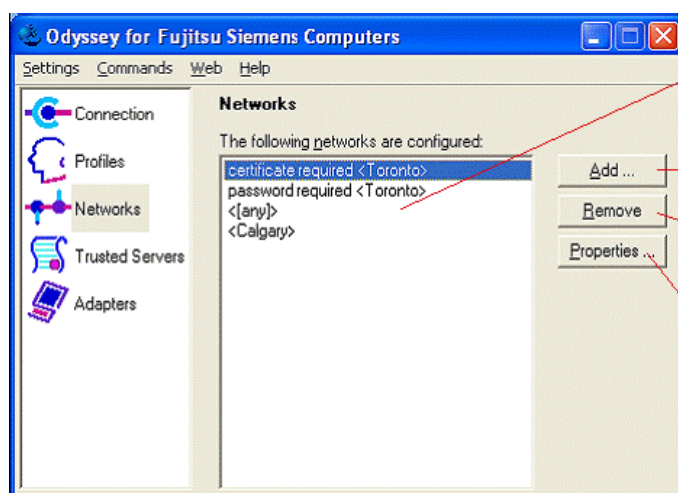 Odyssey for Fujitsu Siemens Computers
Settings Commands Web Help
Connection
Profiles
Networks
Trusted Servers
Adapters
Networks
The following networks are configured:
certificate required <Toronto>
password required <Toronto>
<[any]>
<Calgary>
Add ...
Remove
Properties ...